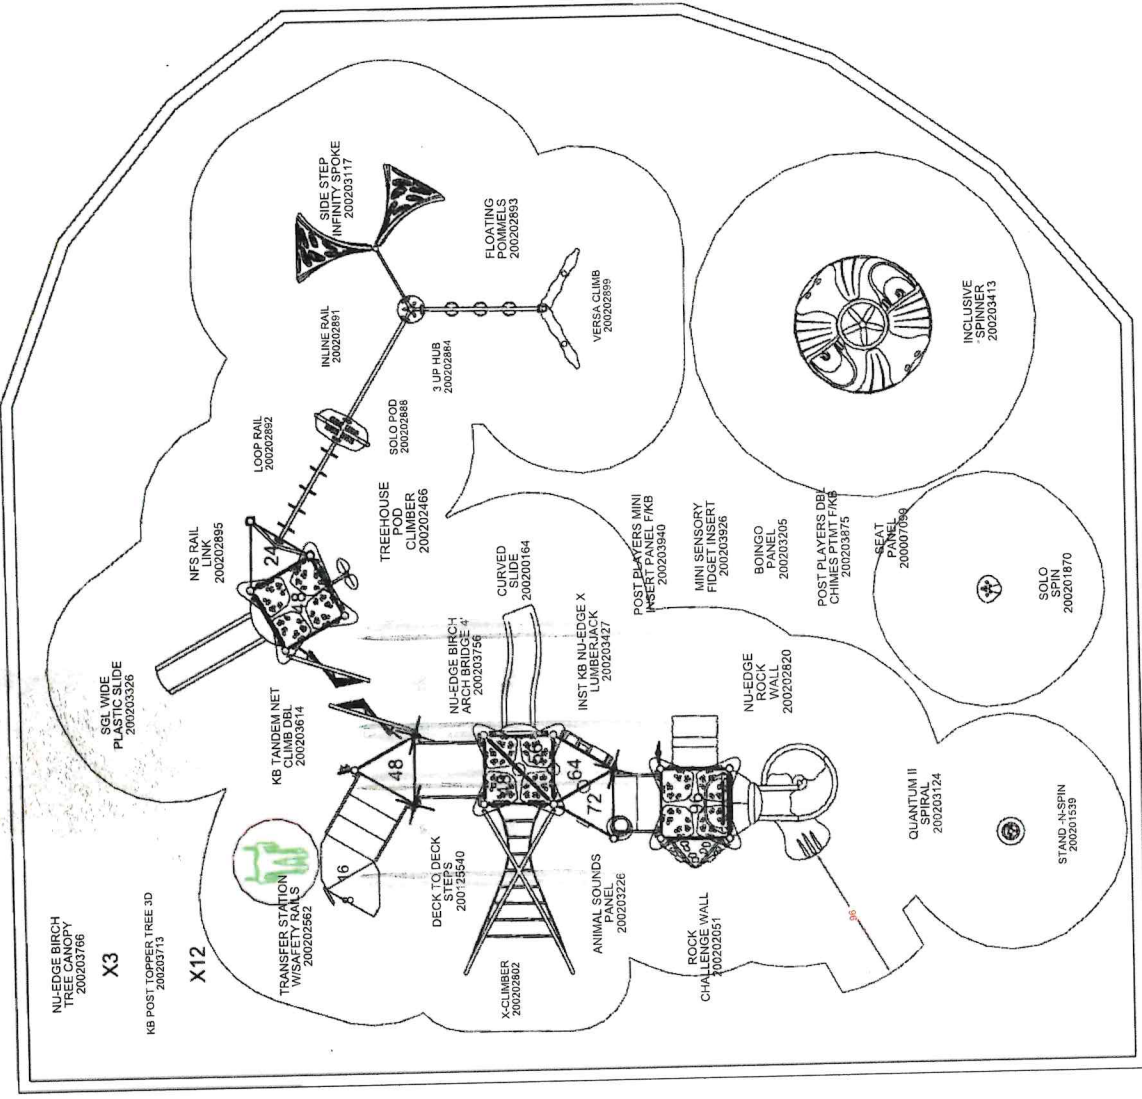 NU-EDGE BIRCH
TREE CANOPY
200203766
X3
KB POST TOPPER TREE 3D
200203713
X12
SGL WIDE
PLASTIC SLIDE
200203326
NFS RAIL
LINK
200202895
LOOP RAIL
200202892
INLINE RAIL
200202891
SIDE STEP
INFINITY SPOKE
200203117
FLOATING
POMMELS
200202893
3 UP HUB
200202884
VERSA CLIMB
200202899
SOLO POD
200202888
TREEHOUSE
POD
CLIMBER
200202466
24
48
KB TANDEM NET
CLIMB DBL
200203614
NU-EDGE BIRCH
ARCH BRIDGE 4'
200203756
CURVED
SLIDE
200200164
TRANSFER STATION
W/SAFETY RAILS
200202562
16
48
DECK TO DECK
STEPS
200125540
X-CLIMBER
200202802
INST KB NU-EDGE X
LUMBERJACK
200203427
64
72
96
ANIMAL SOUNDS
PANEL
200203226
ROCK
CHALLENGE WALL
200202051
NU-EDGE
ROCK
WALL
200202820
POST PLAYERS MINI
INSERT PANEL F/KB
200203940
MINI SENSORY
FIDGET INSERT
200203926
BOINGO
PANEL
200203205
POST PLAYERS DBL
CHIMES PTMT F/KB
200203875
SEAT
PANEL
200007099
INCLUSIVE
SPINNER
200203413
SOLO
SPIN
200201870
QUANTUM II
SPIRAL
200203124
STAND -N-SPIN
200201539
96